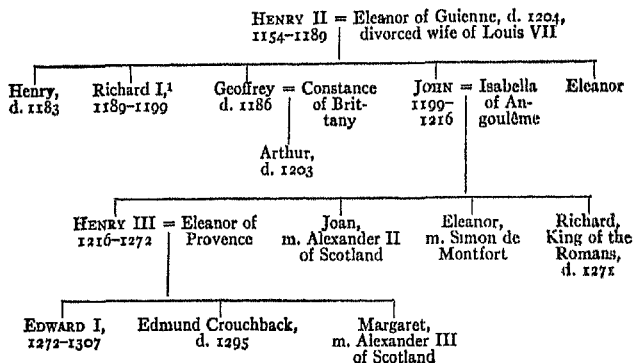 HENRY II = Eleanor of Guienne, d. 1204,
1154–1189 divorced wife of Louis VII
Henry, Richard I,¹ Geoffrey = Constance JOHN = Isabella Eleanor
d. 1183 1189–1199 d. 1186 of Brit- 1199– of An-
tany 1216 goulême
Arthur,
d. 1203
HENRY III = Eleanor of Joan, Eleanor, Richard,
1216–1272 Provence m. Alexander II m. Simon de King of the
of Scotland Montfort Romans,
d. 1271
EDWARD I, Edmund Crouchback, Margaret,
1272–1307 d. 1295 m. Alexander III
of Scotland